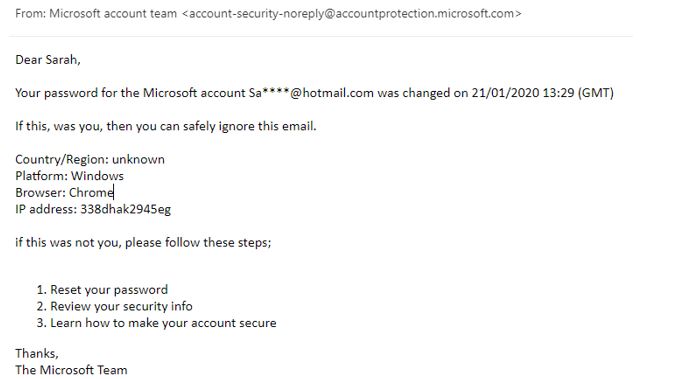 From: Microsoft account team <account-security-noreply@accountprotection.microsoft.com>
Dear Sarah,
Your password for the Microsoft account Sa****@hotmail.com was changed on 21/01/2020 13:29 (GMT)
If this, was you, then you can safely ignore this email.
Country/Region: unknown
Platform: Windows
Browser: Chrome
IP address: 338dhak2945eg
if this was not you, please follow these steps;
1. Reset your password
2. Review your security info
3. Learn how to make your account secure
Thanks,
The Microsoft Team